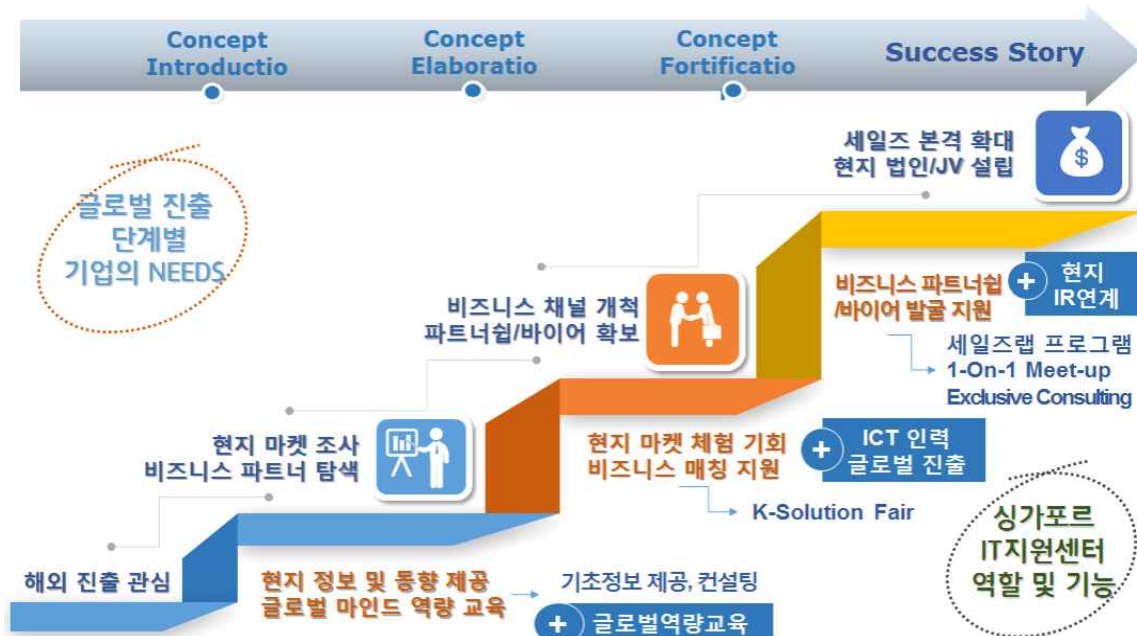 Concept
Introductio
Concept
Elaboratio
Concept
Fortificatio
Success Story
글로벌 진출
단계별
기업의 NEEDS
세일즈 본격 확대
현지 법인/JV 설립
$
비즈니스 채널 개척
파트너쉽/바이어 확보
비즈니스 파트너쉽
/바이어 발굴 지원
+
현지
IR연계
세일즈랩 프로그램
1-On-1 Meet-up
Exclusive Consulting
현지 마켓 조사
비즈니스 파트너 탐색
현지 마켓 체험 기회
비즈니스 매칭 지원
+
ICT 인력
글로벌 진출
K-Solution Fair
해외 진출 관심
현지 정보 및 동향 제공
글로벌 마인드 역량 교육
기초정보 제공, 컨설팅
+
글로벌역량교육
싱가포르
IT지원센터
역할 및 기능